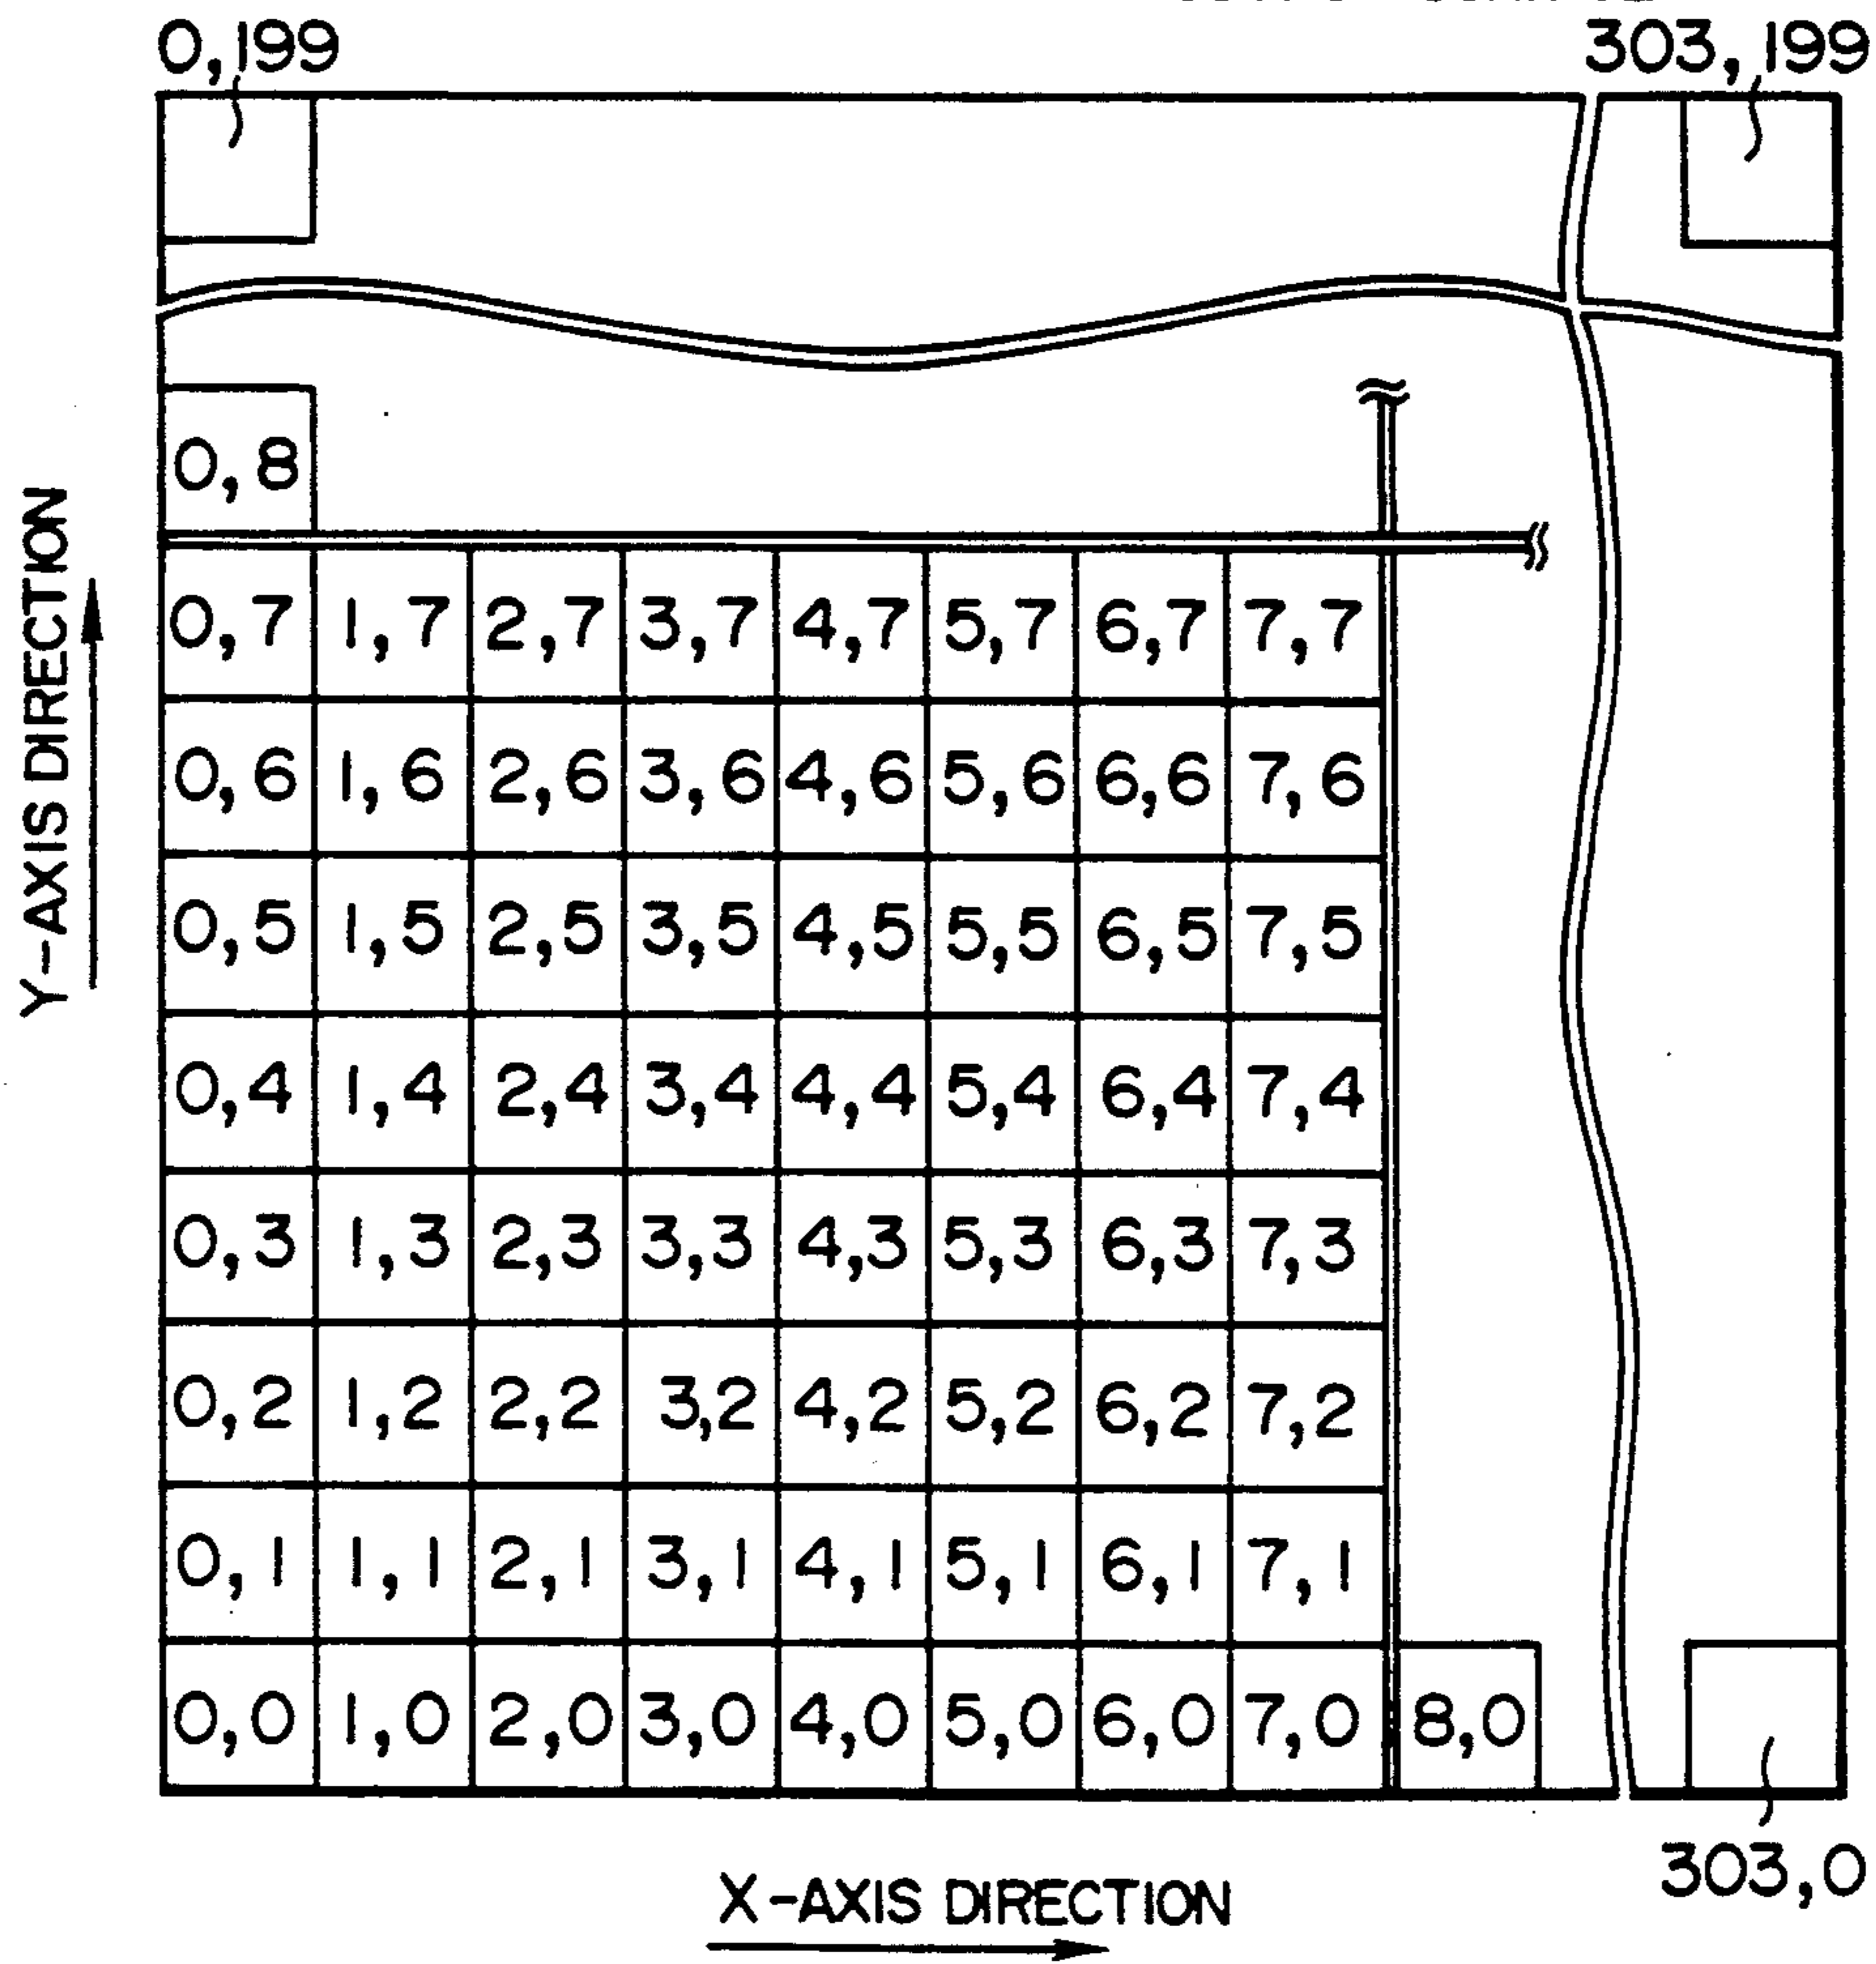 0,199 303,199
0,8
0,7 1,7 2,7 3,7 4,7 5,7 6,7 7,7
0,6 1,6 2,6 3,6 4,6 5,6 6,6 7,6
0,5 1,5 2,5 3,5 4,5 5,5 6,5 7,5
0,4 1,4 2,4 3,4 4,4 5,4 6,4 7,4
0,3 1,3 2,3 3,3 4,3 5,3 6,3 7,3
0,2 1,2 2,2 3,2 4,2 5,2 6,2 7,2
0,1 1,1 2,1 3,1 4,1 5,1 6,1 7,1
0,0 1,0 2,0 3,0 4,0 5,0 6,0 7,0 8,0
303,0
Y-AXIS DIRECTION
X-AXIS DIRECTION